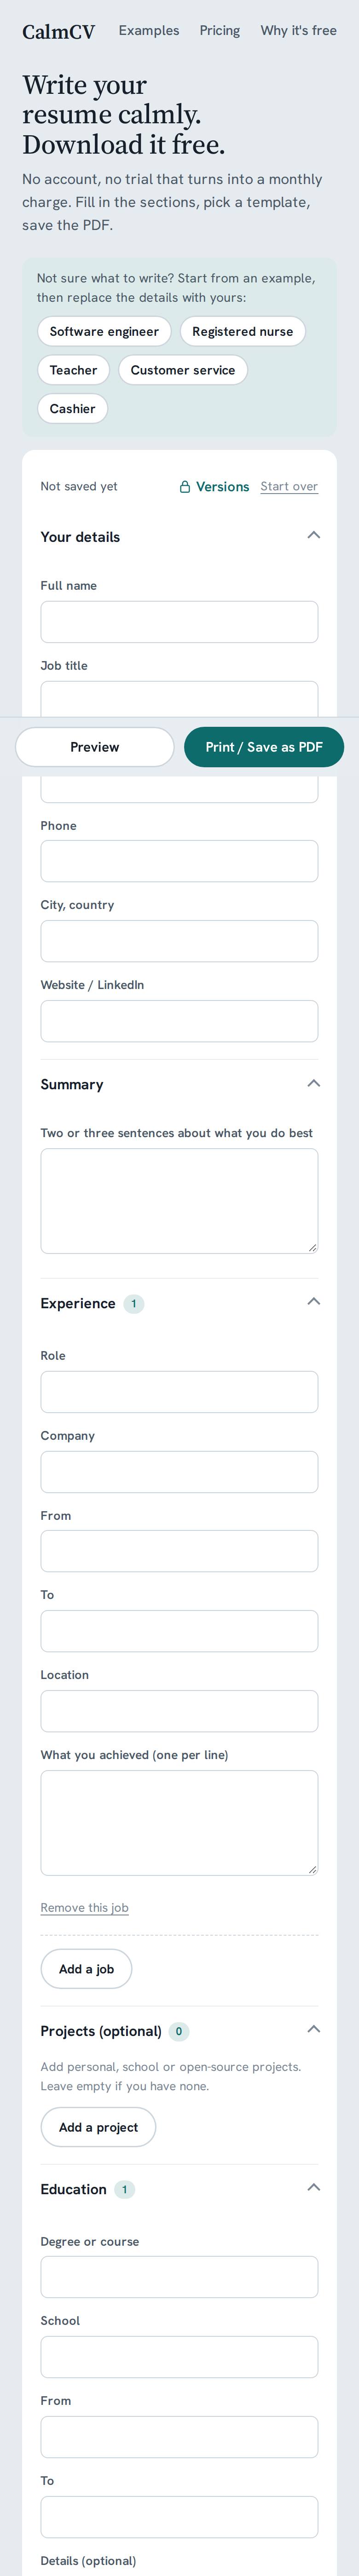 CalmCV Examples Pricing Why it's free
Write your
resume calmly.
Download it free.
No account, no trial that turns into a monthly
charge. Fill in the sections, pick a template,
save the PDF.
Not sure what to write? Start from an example,
then replace the details with yours:
Software engineer Registered nurse
Teacher Customer service
Cashier
Not saved yet Versions Start over
Your details
Full name
Job title
Preview Print / Save as PDF
Phone
City, country
Website / LinkedIn
Summary
Two or three sentences about what you do best
Experience 1
Role
Company
From
To
Location
What you achieved (one per line)
Remove this job
Add a job
Projects (optional) 0
Add personal, school or open-source projects.
Leave empty if you have none.
Add a project
Education 1
Degree or course
School
From
To
Details (optional)